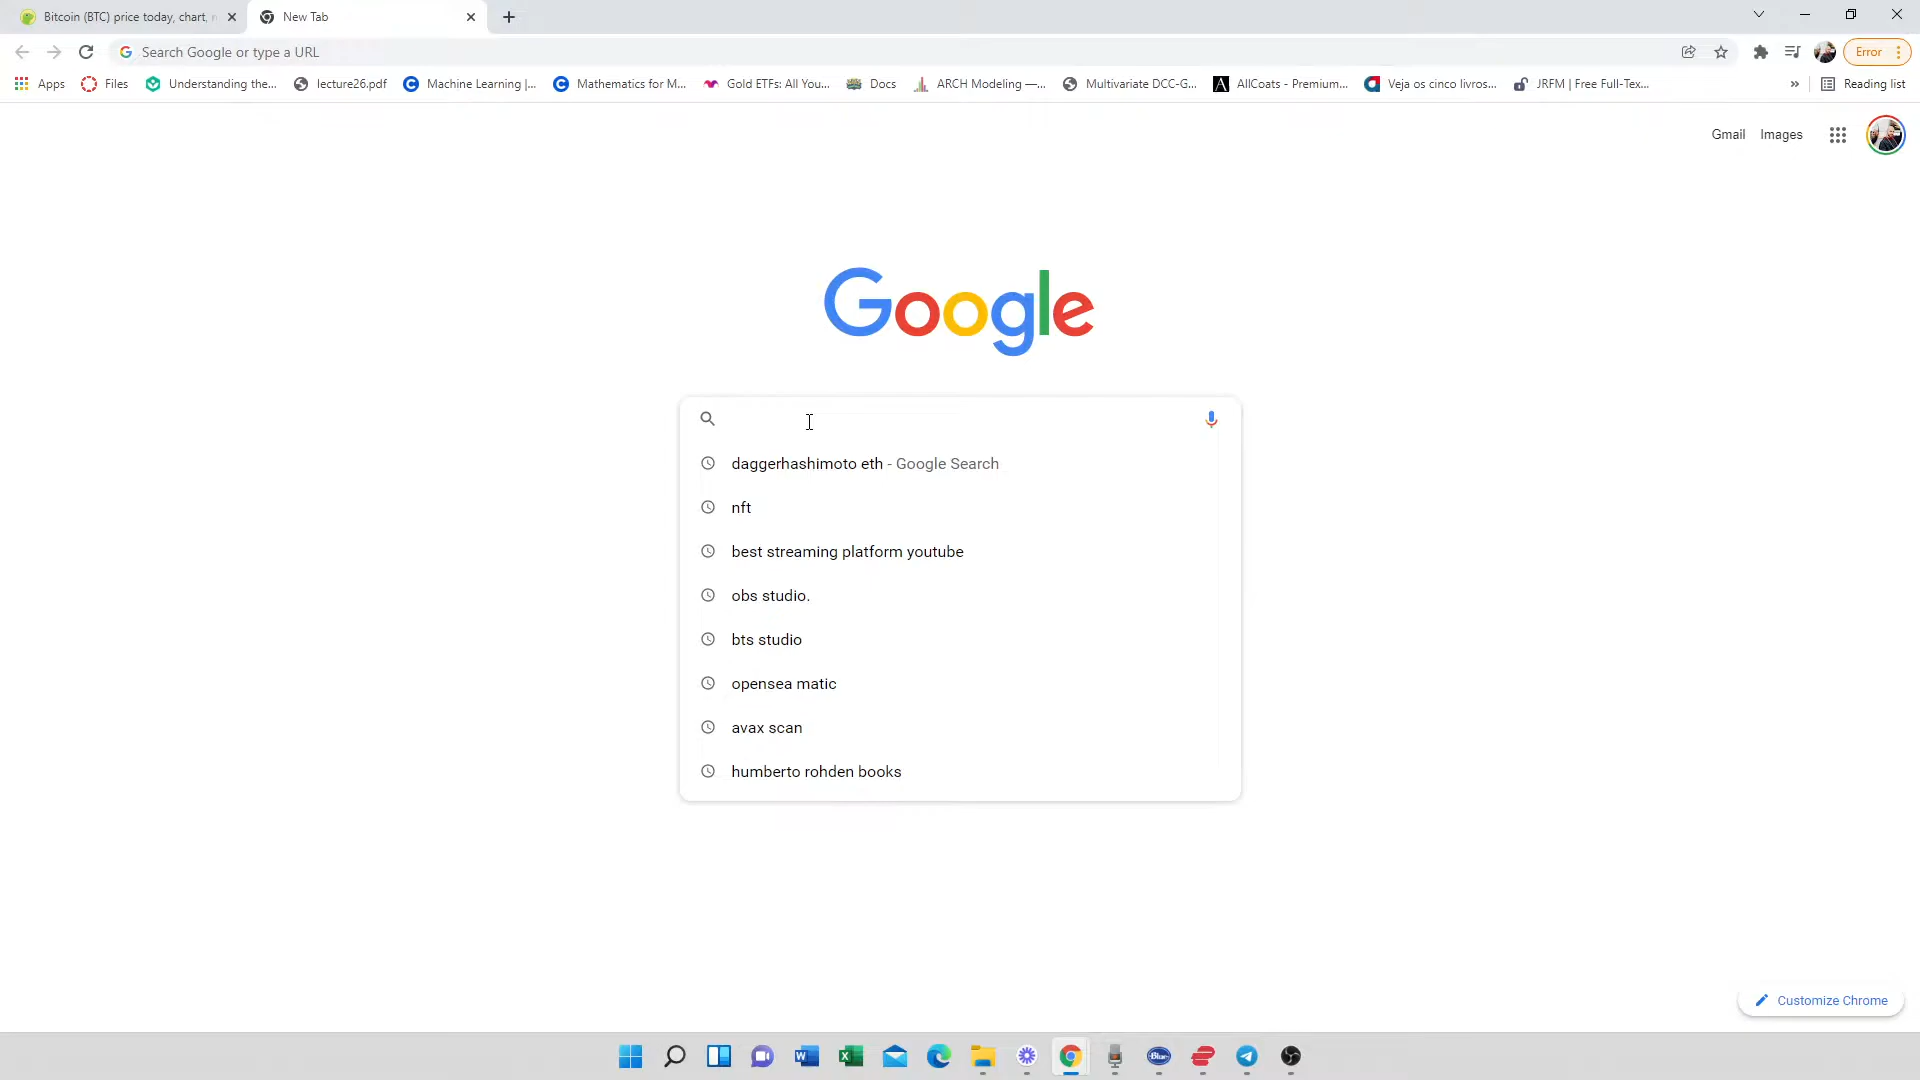 Bitcoin (BTC) price today, chart,
New Tab
Search Google or type a URL
Error
Apps
Files
Understanding the...
lecture26.pdf
Machine Learning |...
Mathematics for M...
Gold ETFs: All You...
Docs
ARCH Modeling —...
Multivariate DCC-G...
AllCoats - Premium...
Veja os cinco livros...
JRFM | Free Full-Tex...
»
Reading list
Gmail
Images
Google
daggerhashimoto eth - Google Search
nft
best streaming platform youtube
obs studio.
bts studio
opensea matic
avax scan
humberto rohden books
Customize Chrome